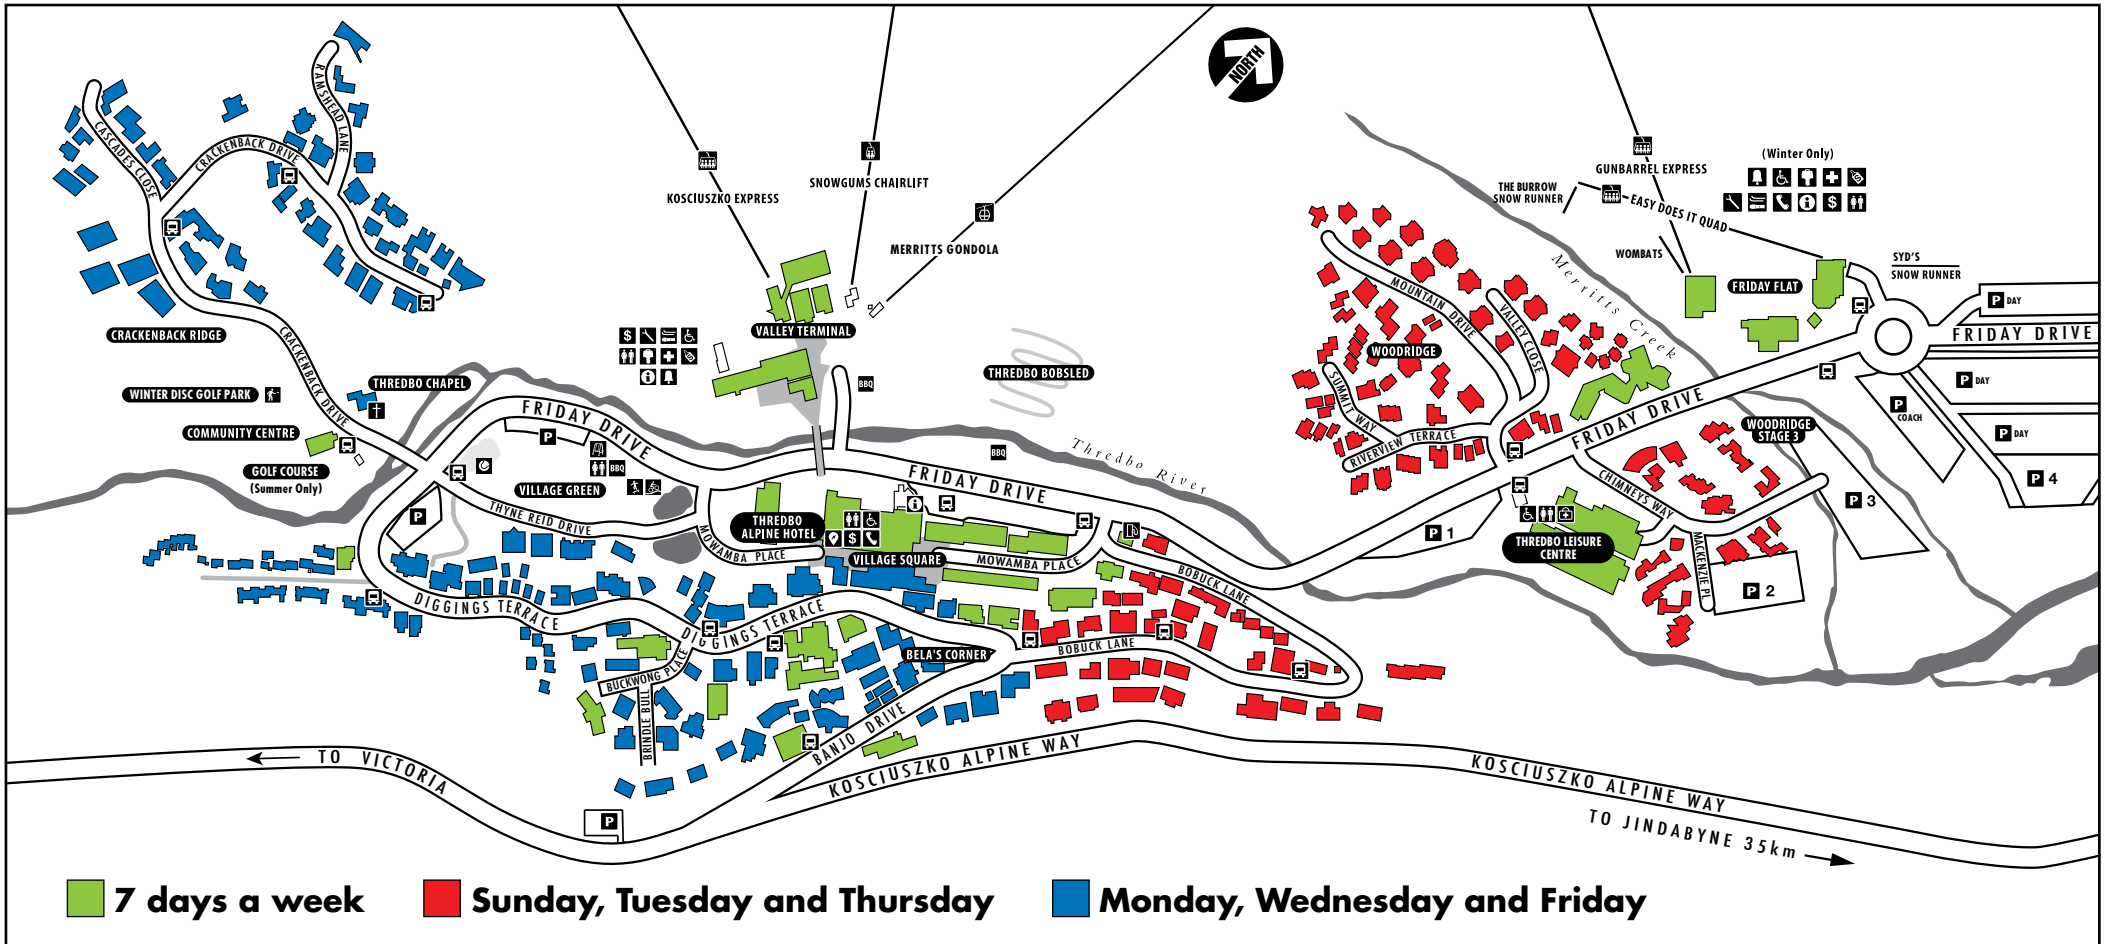 NORTH
RAMSHEAD LANE
CASCADES CLOSE
CRACKENBACK DRIVE
KOSCIUSZKO EXPRESS
SNOWGUMS CHAIRLIFT
MERRITTS GONDOLA
GUNBARREL EXPRESS
(Winter Only)
THE BURROW
SNOW RUNNER
EASY DOES IT QUAD
WOMBATS
SYD'S
SNOW RUNNER
FRIDAY FLAT
Merritts Creek
P DAY
FRIDAY DRIVE
P DAY
P
COACH
P DAY
P 4
P 3
CRACKENBACK RIDGE
CRACKENBACK DRIVE
VALLEY TERMINAL
THREDBO BOBSLED
MOUNTAIN DRIVE
VALLEY CLOSE
WOODRIDGE
SUMMIT WAY
RIVERVIEW TERRACE
WINTER DISC GOLF PARK
THREDBO CHAPEL
COMMUNITY CENTRE
GOLF COURSE
(Summer Only)
FRIDAY DRIVE
P
BBQ
BBQ
BBQ
VILLAGE GREEN
P
THYNE REID DRIVE
Thredbo River
FRIDAY DRIVE
FRIDAY DRIVE
WOODRIDGE
STAGE 3
CHIMNEYS WAY
MACKENZIE PL
THREDBO
ALPINE HOTEL
MOWAMBA PLACE
VILLAGE SQUARE
MOWAMBA PLACE
P 1
THREDBO LEISURE
CENTRE
P 2
BOBUCK LANE
DIGGINGS TERRACE
DIGGINGS TERRACE
BELA'S CORNER
BOBUCK LANE
BUCKWONG PLACE
BRINDLE BULL
BANJO DRIVE
TO VICTORIA
KOSCIUSZKO ALPINE WAY
KOSCIUSZKO ALPINE WAY
TO JINDABYNE 35km
P
7 days a week
Sunday, Tuesday and Thursday
Monday, Wednesday and Friday